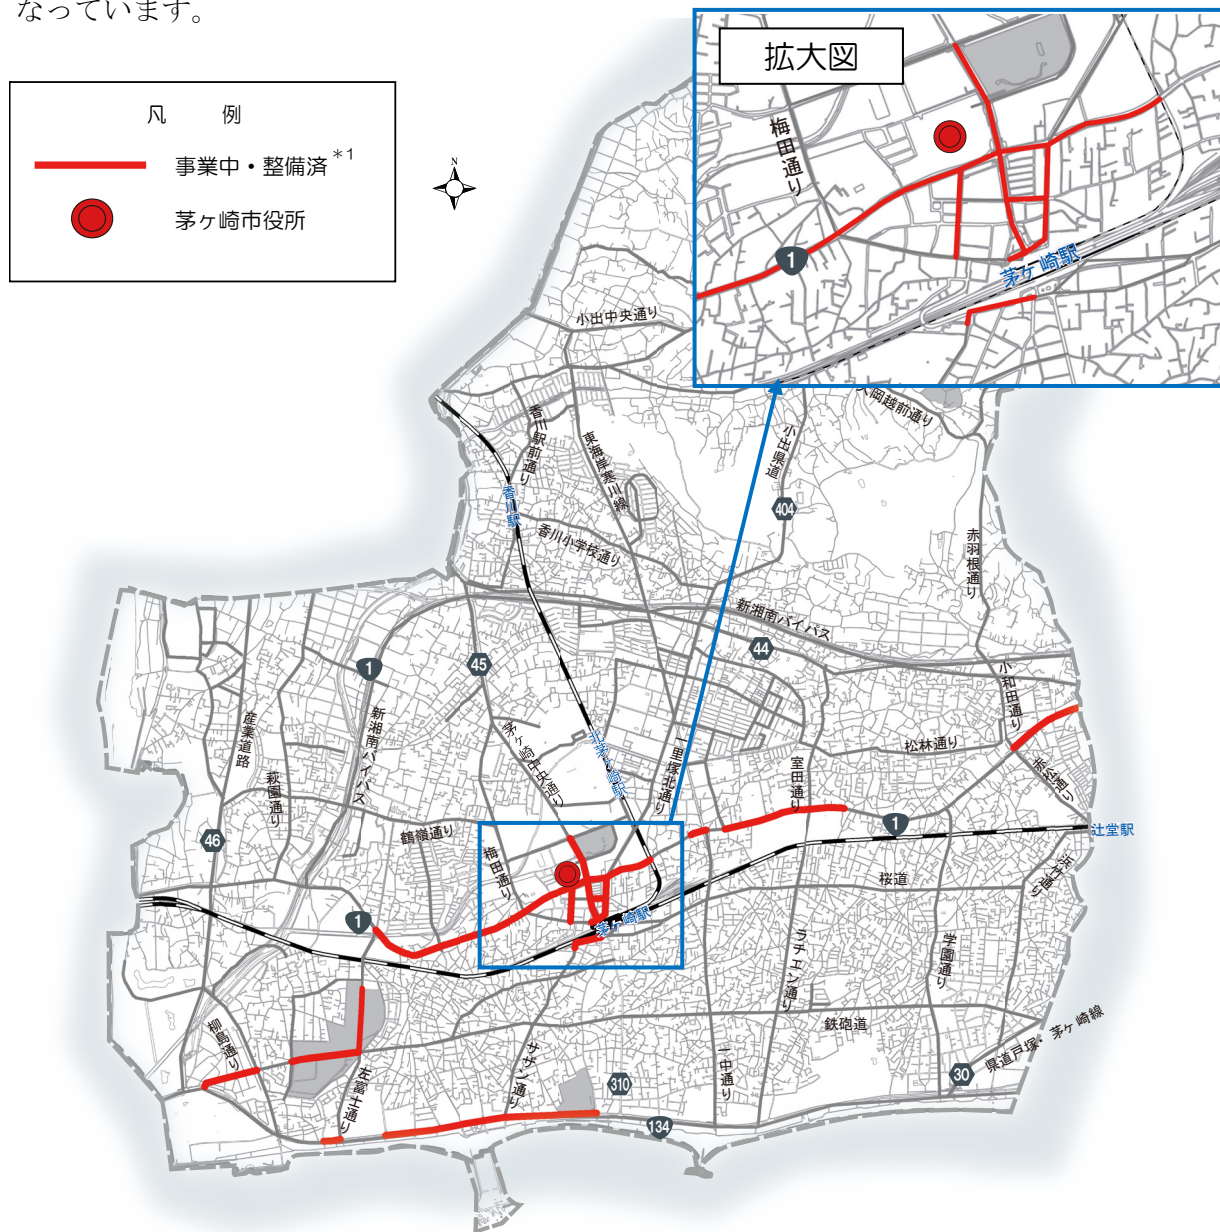 なっています。
拡大図
凡 例
事業中・整備済*1
茅ヶ崎市役所
N
梅田通り
1
茅ヶ崎駅
小出中央通り
大岡越前通り
香川駅前通り
東海岸寒川線
小出県道
香川駅
404
香川小学校通り
赤羽根通り
新湘南バイパス
44
45
1
小和田通り
産業道路
新湘南バイパス
茅ヶ崎中央通り
北茅ヶ崎駅
一里塚北通り
松林通り
室田通り
赤松通り
萩園通り
46
鶴嶺通り
梅田通り
1
辻堂駅
浜竹通り
桜道
1
茅ヶ崎駅
ラチエン通り
学園通り
柳島通り
左富士通り
サザン通り
鉄砲道
一中通り
県道戸塚・茅ヶ崎線
310
30
134